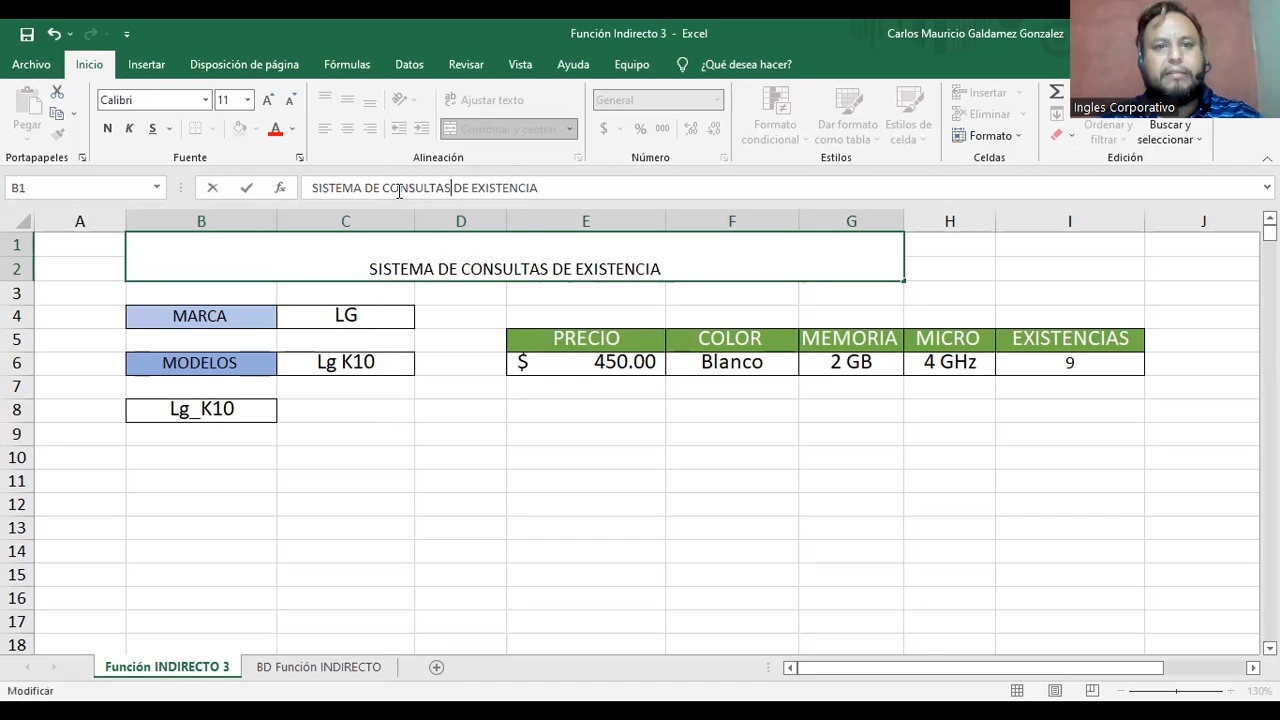 Función Indirecto 3 - Excel
Carlos Mauricio Galdamez Gonzalez
Archivo Inicio Insertar Disposición de página Fórmulas Datos Revisar Vista Ayuda Equipo ¿Qué desea hacer?
Ingles Corporativo
Pegar
Calibri 11
N K S
Ajustar texto
Combinar y centrar
General
$ % 000
Formato condicional
Dar formato como tabla
Estilos de celda
Insertar
Eliminar
Formato
Ordenar y filtrar
Buscar y seleccionar
Portapapeles Fuente Alineación Número Estilos Celdas Edición
B1 fx SISTEMA DE CONSULTAS DE EXISTENCIA
A B C D E F G H I J
1
2 SISTEMA DE CONSULTAS DE EXISTENCIA
3
4 MARCA LG
5 PRECIO COLOR MEMORIA MICRO EXISTENCIAS
6 MODELOS Lg K10 $ 450.00 Blanco 2 GB 4 GHz 9
7
8 Lg_K10
9
10
11
12
13
14
15
16
17
18
Función INDIRECTO 3 BD Función INDIRECTO
Modificar 130%